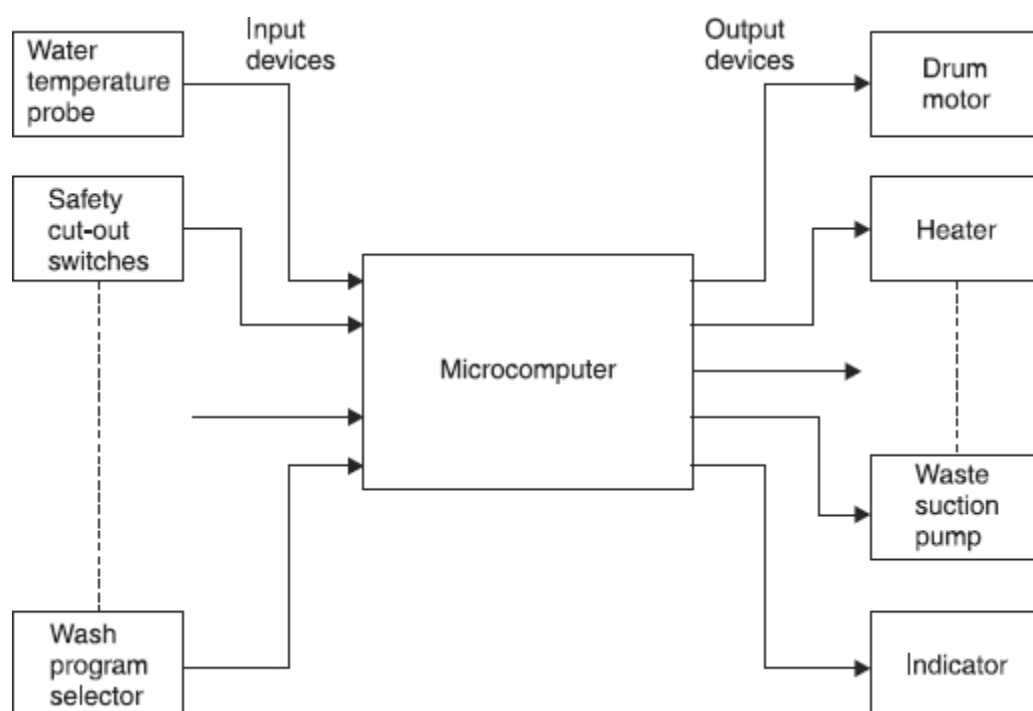 Water
temperature
probe
Input
devices
Output
devices
Drum
motor
Safety
cut-out
switches
Heater
Microcomputer
Waste
suction
pump
Wash
program
selector
Indicator